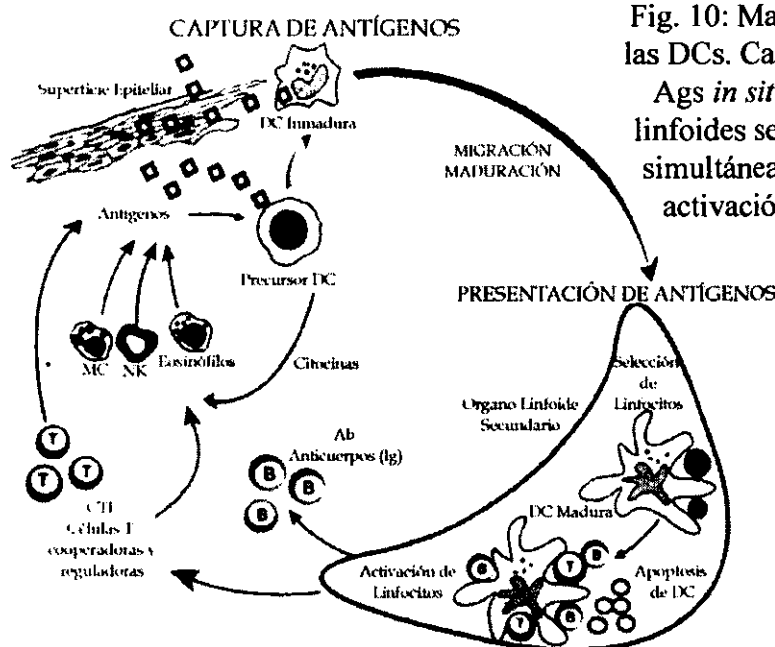 CAPTURA DE ANTÍGENOS
Superficie Epitelial
DC Inmadura
MIGRACIÓN
MADURACIÓN
Antígenos
Precursor DC
PRESENTACIÓN DE ANTÍGENOS
MC
NK
Eosinófilos
Citocinas
Selección
de
Linfocitos
Organo Linfoide
Secundario
T
T
T
Ab
Anticuerpos (Ig)
B
B
B
CTL
Células T
cooperadoras y
reguladoras
DC Madura
Activación de
Linfocitos
B
T
B
T
B
Apoptosis
de DC
Fig. 10: Ma
las DCs. Ca
Ags in sit
linfoides se
simultánea
activació